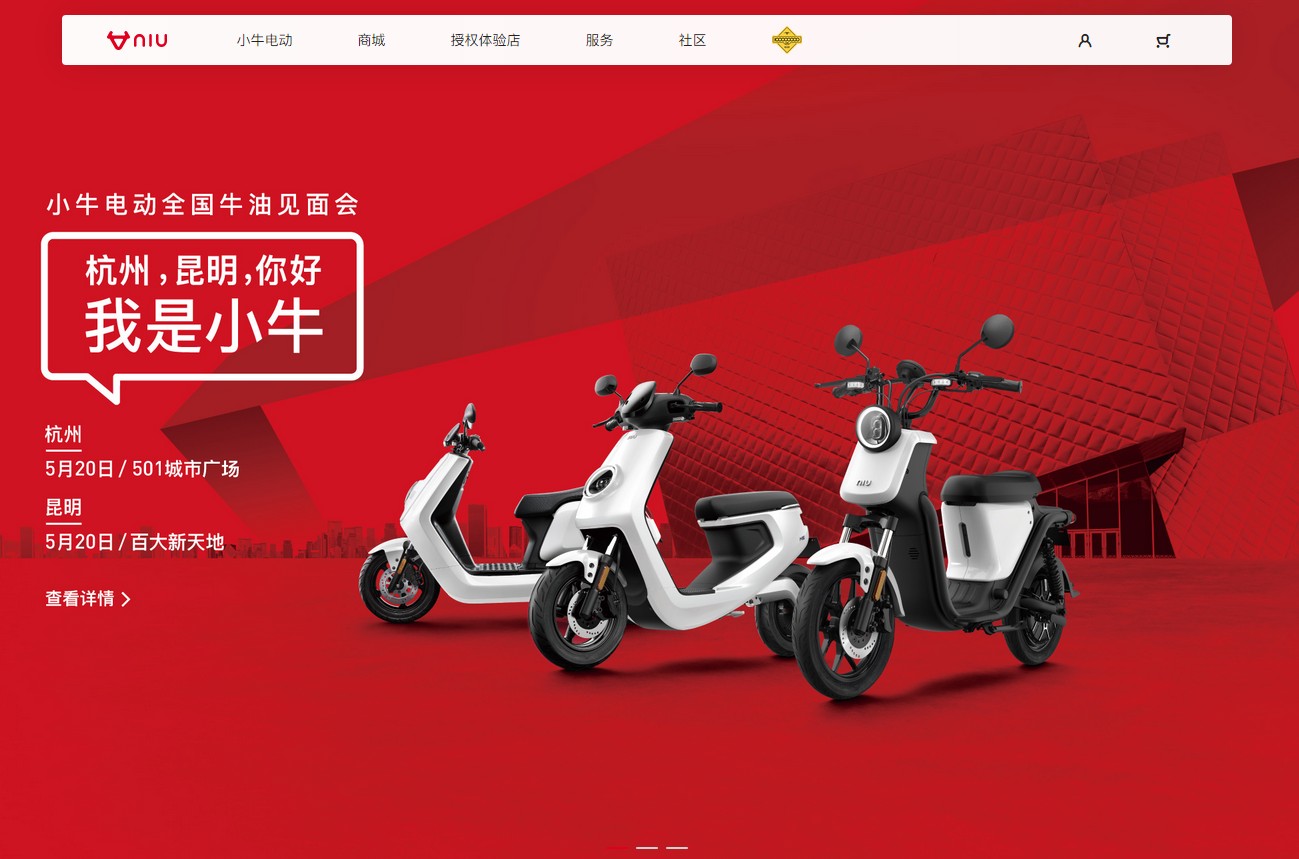 NIU
小牛电动
商城
授权体验店
服务
社区
小牛电动全国牛油见面会
杭州，昆明，你好
我是小牛
杭州
5月20日 / 501城市广场
昆明
5月20日 / 百大新天地
查看详情
NIU